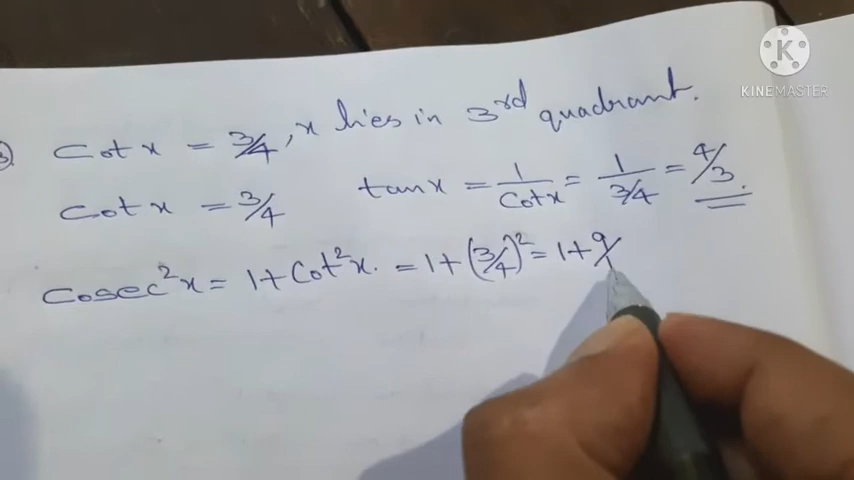 K
KINEMASTER
3) Cot x = 3/4, x lies in 3rd quadrant.
Cot x = 3/4 tan x = 1/Cot x = 1/(3/4) = 4/3.
Cosec²x = 1 + Cot²x. = 1 + (3/4)² = 1 + 9/